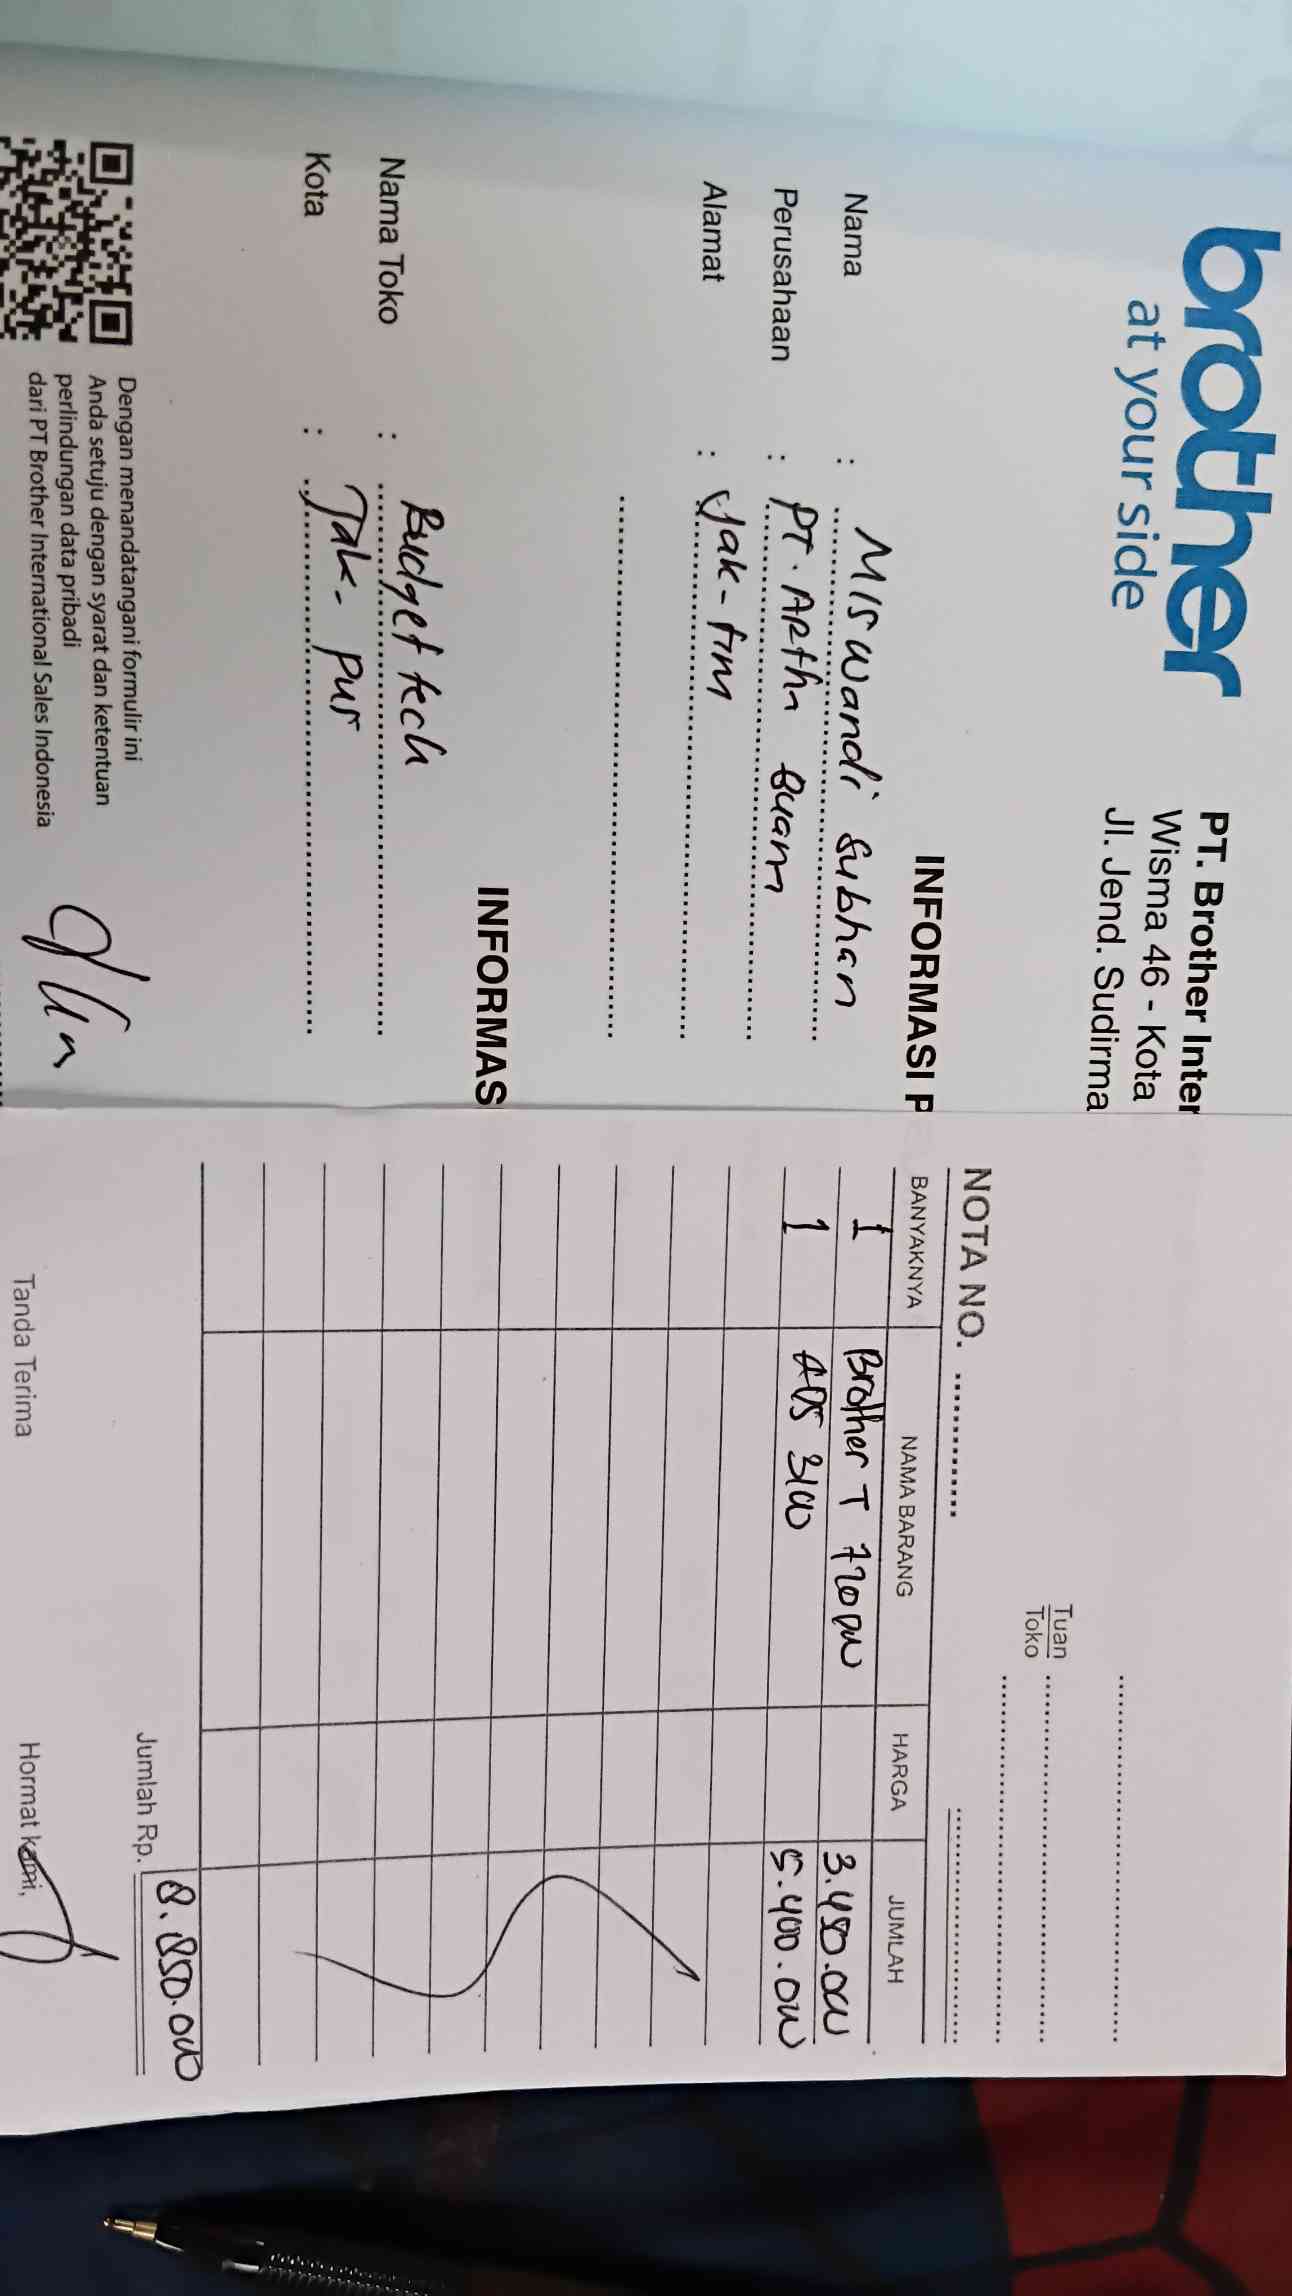 brother
at your side
PT. Brother Inter
Wisma 46 - Kota
Jl. Jend. Sudirma
INFORMASI P
Nama : Miswandi Subhan
Perusahaan : PT. Artha Buana
Alamat : Jak-tim
INFORMAS
Nama Toko : Budget tech
Kota : Jak-pus
Dengan menandatangani formulir ini
Anda setuju dengan syarat dan ketentuan
perlindungan data pribadi
dari PT Brother International Sales Indonesia
Tuan
Toko
NOTA NO.
BANYAKNYA NAMA BARANG HARGA JUMLAH
1 Brother T 720 DW 3.450.000
1 ADS 3100 5.400.000
Jumlah Rp. 8.850.000
Tanda Terima Hormat kami,